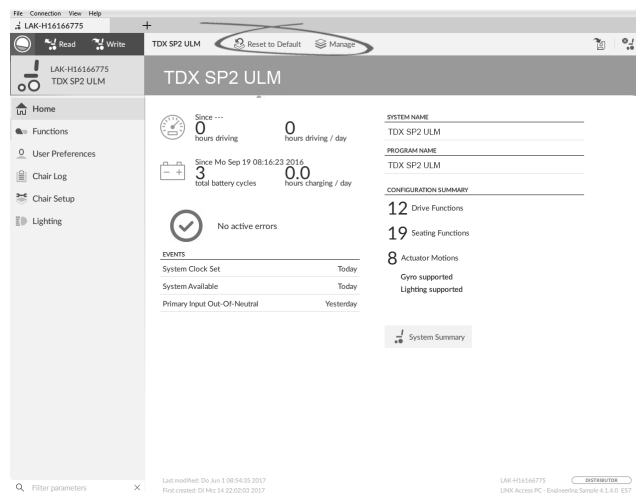 File Connection View Help
LAK-H16166775 +
Read Write TDX SP2 ULM Reset to Default Manage
LAK-H16166775
TDX SP2 ULM
TDX SP2 ULM
Home
Functions
User Preferences
Chair Log
Chair Setup
Lighting
Since ---
0 0
hours driving hours driving / day
Since Mo Sep 19 08:16:23 2016
3 0.0
total battery cycles hours charging / day
No active errors
EVENTS
System Clock Set Today
System Available Today
Primary Input Out-Of-Neutral Yesterday
SYSTEM NAME
TDX SP2 ULM
PROGRAM NAME
TDX SP2 ULM
CONFIGURATION SUMMARY
12 Drive Functions
19 Seating Functions
8 Actuator Motions
Gyro supported
Lighting supported
System Summary
Filter parameters ×
Last modified: Do Jun 1 08:54:35 2017
First created: Di Mrz 14 22:02:03 2017
LAK-H16166775 DISTRIBUTOR
LINX Access PC - Engineering Sample 4.1.4.0 E57